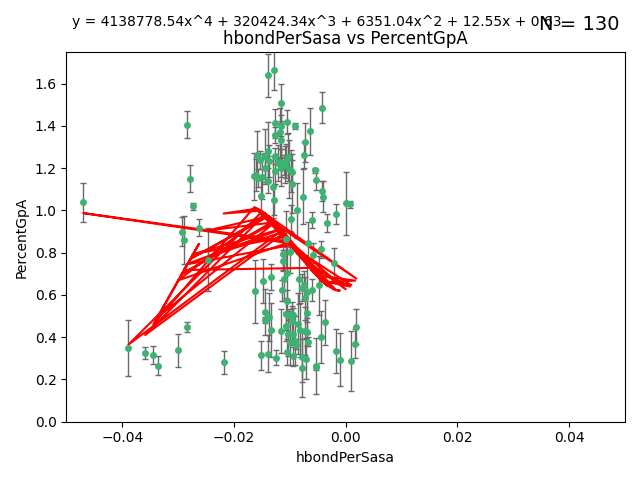 y = 4138778.54x^4 + 320424.34x^3 + 6351.04x^2 + 12.55x + 0.63
N = 130
hbondPerSasa vs PercentGpA
PercentGpA
1.6
1.4
1.2
1.0
0.8
0.6
0.4
0.2
0.0
−0.04 −0.02 0.00 0.02 0.04
hbondPerSasa